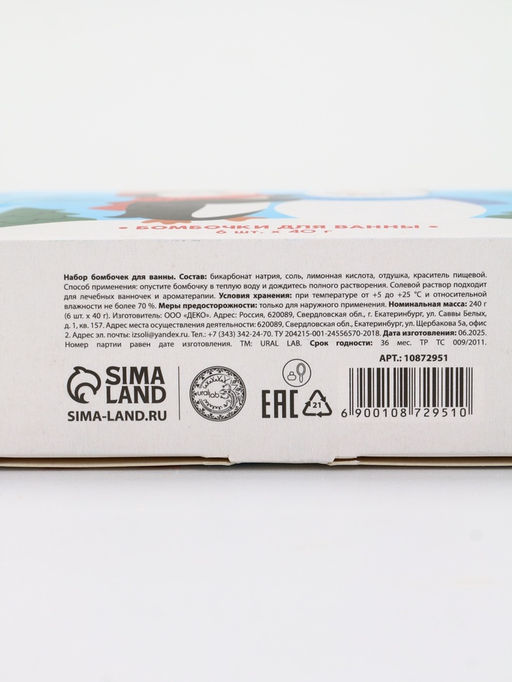 • БОМБОЧКИ ДЛЯ ВАННЫ •
6 ШТ. х 40 Г
Набор бомбочек для ванны. Состав: бикарбонат натрия, соль, лимонная кислота, отдушка, краситель пищевой.
Способ применения: опустите бомбочку в теплую воду и дождитесь полного растворения. Солевой раствор подходит
для лечебных ванночек и ароматерапии. Условия хранения: при температуре от +5 до +25 °С и относительной
влажности не более 70 %. Меры предосторожности: только для наружного применения. Номинальная масса: 240 г
(6 шт. х 40 г). Изготовитель: ООО «ДЕКО». Адрес: Россия, 620089, Свердловская обл., г. Екатеринбург, ул. Саввы Белых,
д. 1, кв. 157. Адрес места осуществления деятельности: 620089, Свердловская обл., Екатеринбург, ул. Щербакова 5а, офис
2. Адрес эл. почты: izsoli@yandex.ru. Тел.: +7 (343) 342-24-70. ТУ 204215-001-24556570-2018. Дата изготовления: 06.2025.
Номер партии равен дате изготовления. ТМ: URAL LAB. Срок годности: 36 мес. ТР ТС 009/2011.
АРТ.: 10872951
SIMA
LAND
SIMA-LAND.RU
ural lab
EAC
21
6 900108 729510